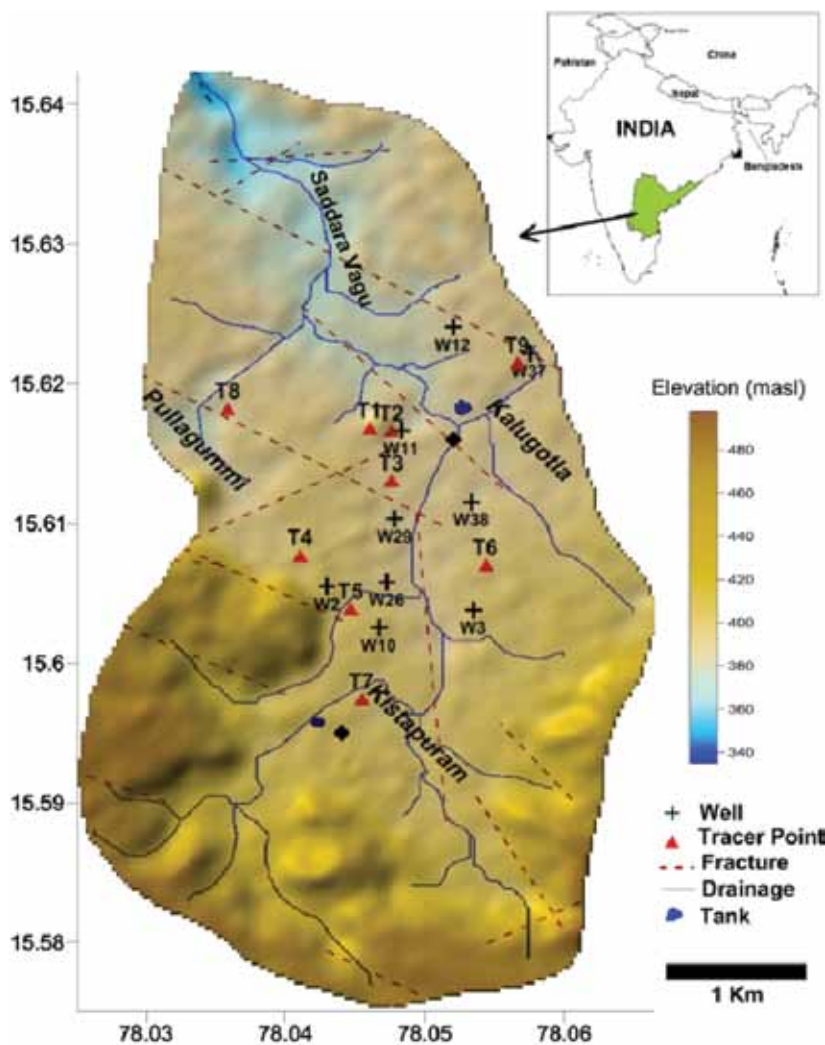 Pakistan
China
Nepal
INDIA
Bangladesh
15.64
15.63
15.62
15.61
15.6
15.59
15.58
78.03
78.04
78.05
78.06
Saddara Vagu
W12
T9
W37
T8
T1
T2
W11
Pullagummi
Kalugotla
T3
W38
W29
T4
T6
W2
T5
W26
W3
W10
T7
Kistapuram
Elevation (masl)
480
460
440
420
400
380
360
340
Well
Tracer Point
Fracture
Drainage
Tank
1 Km